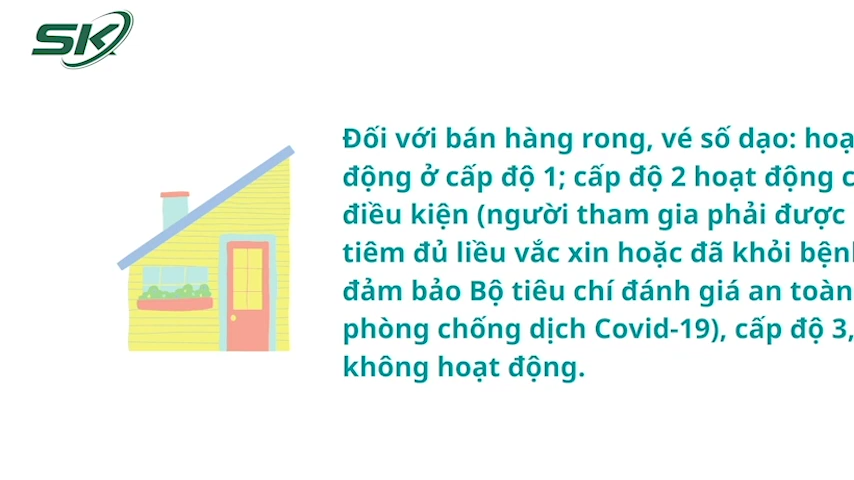 SK
Đối với bán hàng rong, vé số dạo: hoạ
động ở cấp độ 1; cấp độ 2 hoạt động c
điều kiện (người tham gia phải được
tiêm đủ liều vắc xin hoặc đã khỏi bện
đảm bảo Bộ tiêu chí đánh giá an toàn
phòng chống dịch Covid-19), cấp độ 3,
không hoạt động.